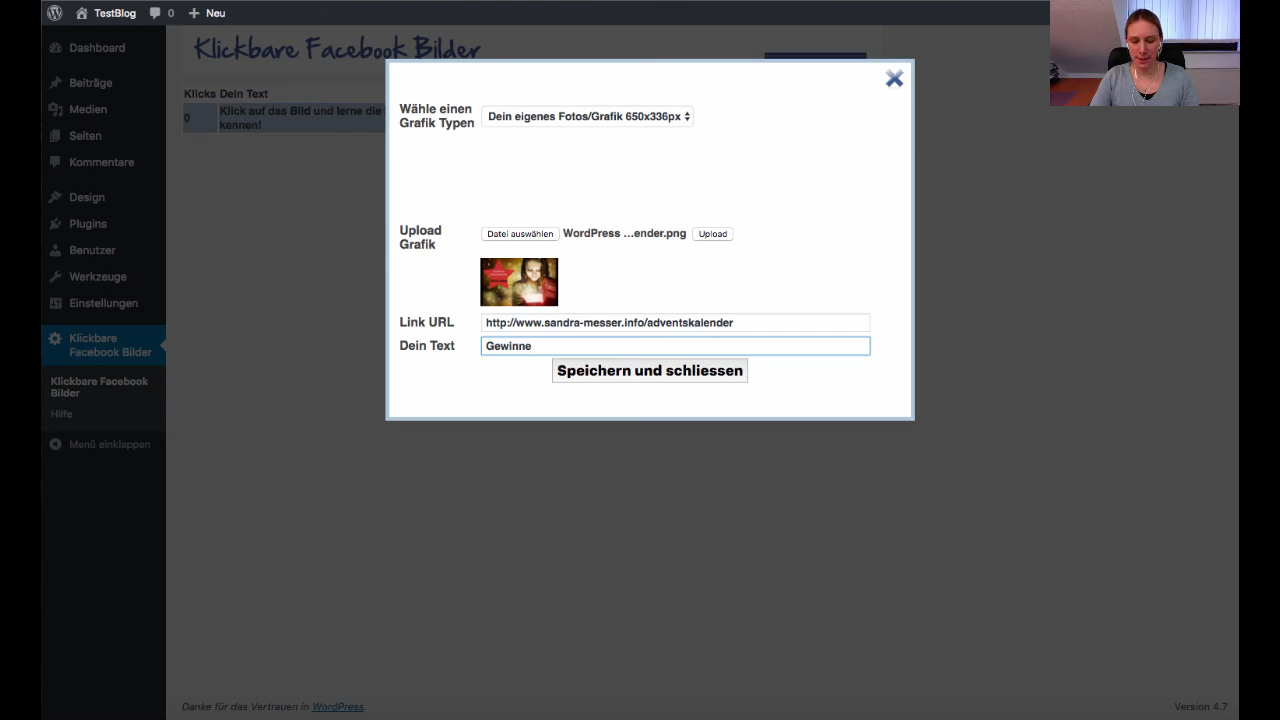 TestBlog 0 Neu
Dashboard
Beiträge
Medien
Seiten
Kommentare
Design
Plugins
Benutzer
Werkzeuge
Einstellungen
Klickbare
Facebook Bilder
Klickbare Facebook
Bilder
Hilfe
Menü einklappen
Klickbare Facebook Bilder
Klicks Dein Text
0 Klick auf das Bild und lerne die
kennen!
Wähle einen
Grafik Typen
Dein eigenes Fotos/Grafik 650x336px
Upload
Grafik
Datei auswählen WordPress ...ender.png Upload
Link URL http://www.sandra-messer.info/adventskalender
Dein Text Gewinne
Speichern und schliessen
Danke für das Vertrauen in WordPress.
Version 4.7